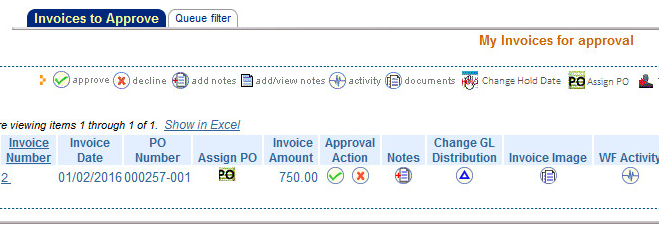 Invoices to Approve Queue filter
My Invoices for approval
approve decline add notes add/view notes activity documents Change Hold Date PO Assign PO
re viewing items 1 through 1 of 1. Show in Excel
Invoice Number Invoice Date PO Number Assign PO Invoice Amount Approval Action Notes Change GL Distribution Invoice Image WF Activity
2 01/02/2016 000257-001 PO 750.00